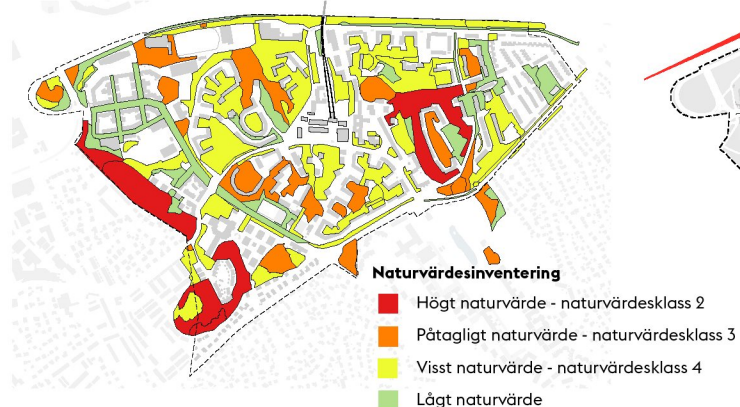 Naturvärdesinventering
Högt naturvärde - naturvärdesklass 2
Påtagligt naturvärde - naturvärdesklass 3
Visst naturvärde - naturvärdesklass 4
Lågt naturvärde